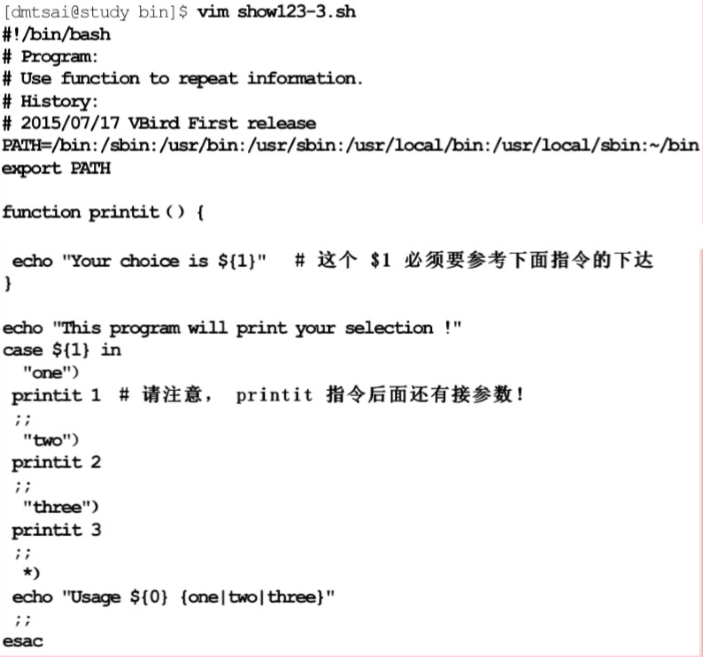 [dmtsai@study bin]$ vim show123-3.sh
#!/bin/bash
# Program:
# Use function to repeat information.
# History:
# 2015/07/17 VBird First release
PATH=/bin:/sbin:/usr/bin:/usr/sbin:/usr/local/bin:/usr/local/sbin:~/bin
export PATH
function printit () {
echo "Your choice is ${1}" # 这个 $1 必须要参考下面指令的下达
}
echo "This program will print your selection !"
case ${1} in
"one")
printit 1 # 请注意， printit 指令后面还有接参数！
;;
"two")
printit 2
;;
"three")
printit 3
;;
*)
echo "Usage ${0} {one|two|three}"
;;
esac